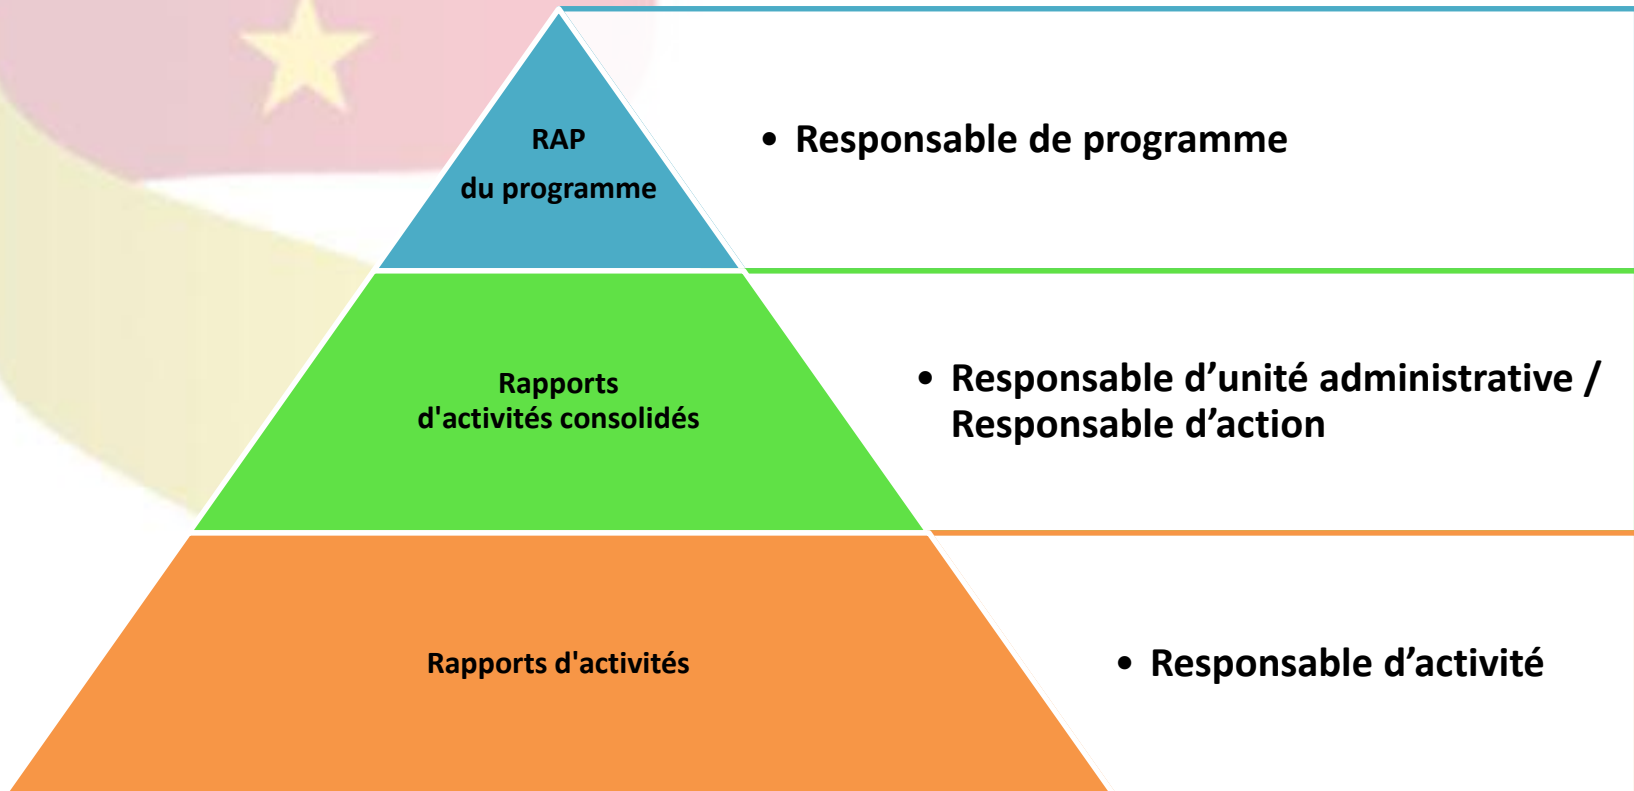 RAP
du programme
• Responsable de programme
Rapports
d'activités consolidés
• Responsable d’unité administrative /
Responsable d’action
Rapports d'activités
• Responsable d’activité